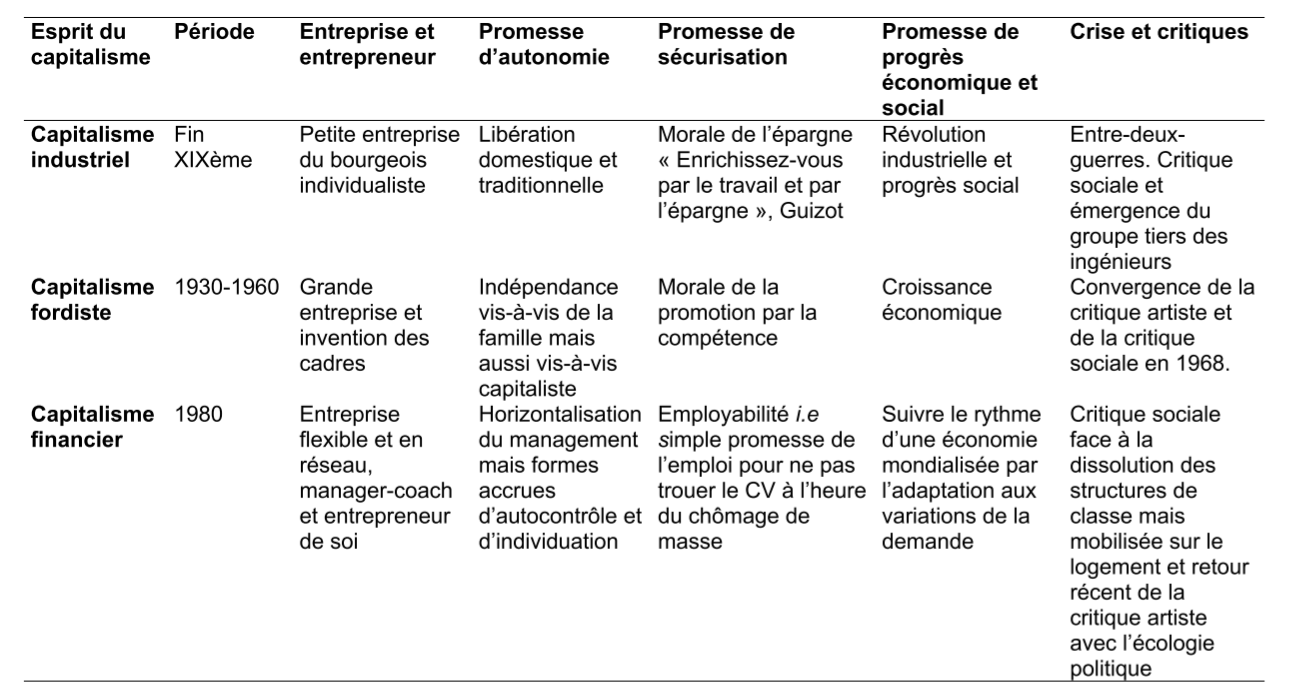 Esprit du capitalisme	Période	Entreprise et entrepreneur	Promesse d’autonomie	Promesse de sécurisation	Promesse de progrès économique et social	Crise et critiques
Capitalisme industriel	Fin XIXème	Petite entreprise du bourgeois individualiste	Libération domestique et traditionnelle	Morale de l’épargne « Enrichissez-vous par le travail et par l’épargne », Guizot	Révolution industrielle et progrès social	Entre-deux-guerres. Critique sociale et émergence du groupe tiers des ingénieurs
Capitalisme fordiste	1930-1960	Grande entreprise et invention des cadres	Indépendance vis-à-vis de la famille mais aussi vis-à-vis capitaliste	Morale de la promotion par la compétence	Croissance économique	Convergence de la critique artiste et de la critique sociale en 1968.
Capitalisme financier	1980	Entreprise flexible et en réseau, manager-coach et entrepreneur de soi	Horizontalisation du management mais formes accrues d’autocontrôle et d’individuation	Employabilité i.e simple promesse de l’emploi pour ne pas trouer le CV à l’heure du chômage de masse	Suivre le rythme d’une économie mondialisée par l’adaptation aux variations de la demande	Critique sociale face à la dissolution des structures de classe mais mobilisée sur le logement et retour récent de la critique artiste avec l’écologie politique